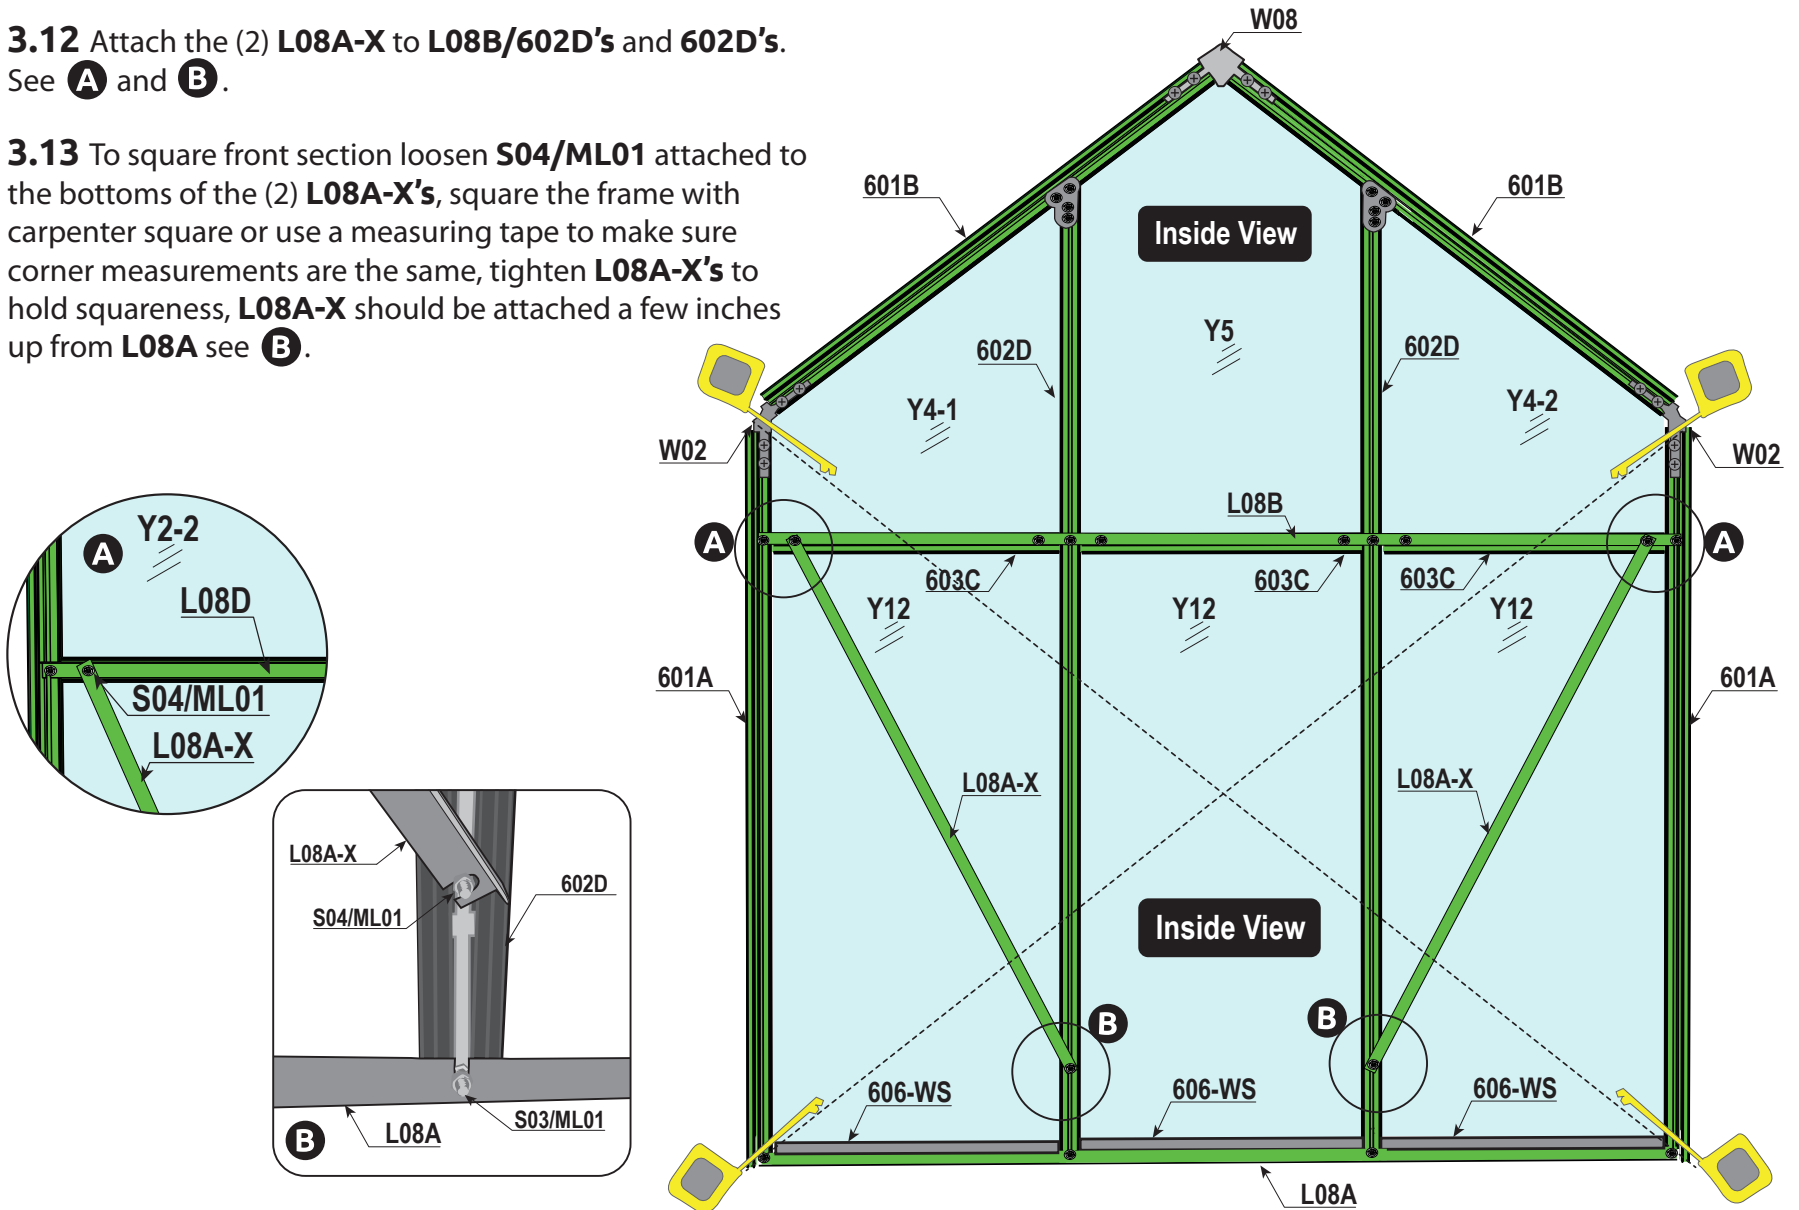 3.12 Attach the (2) L08A-X to L08B/602D's and 602D's.
See A and B.
3.13 To square front section loosen S04/ML01 attached to
the bottoms of the (2) L08A-X's, square the frame with
carpenter square or use a measuring tape to make sure
corner measurements are the same, tighten L08A-X's to
hold squareness, L08A-X should be attached a few inches
up from L08A see B.
W08
601B
601B
Inside View
Y5
602D
602D
Y4-1
Y4-2
W02
W02
L08B
A
A
603C
603C
603C
Y12
Y12
Y12
601A
601A
L08A-X
L08A-X
Inside View
B
B
606-WS
606-WS
606-WS
L08A
A
Y2-2
L08D
S04/ML01
L08A-X
L08A-X
602D
S04/ML01
S03/ML01
L08A
B